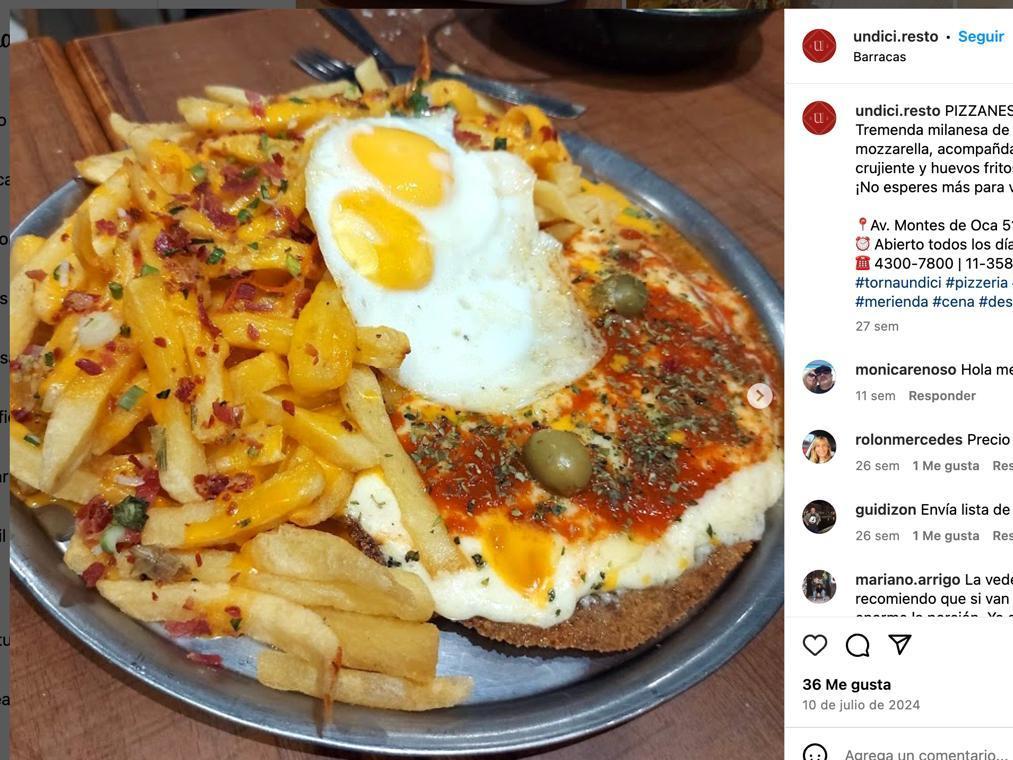 undici.resto • Seguir
Barracas
undici.resto PIZZANES
Tremenda milanesa de
mozzarella, acompañda
crujiente y huevos frito
¡No esperes más para v
Av. Montes de Oca 5
Abierto todos los día
4300-7800 | 11-358
#tornaundici #pizzeria
#merienda #cena #des
27 sem
monicarenoso Hola me
11 sem Responder
rolonmercedes Precio
26 sem 1 Me gusta Res
guidizon Envía lista de
26 sem 1 Me gusta Res
mariano.arrigo La vede
recomiendo que si van
36 Me gusta
10 de julio de 2024
Agrega un comentario...